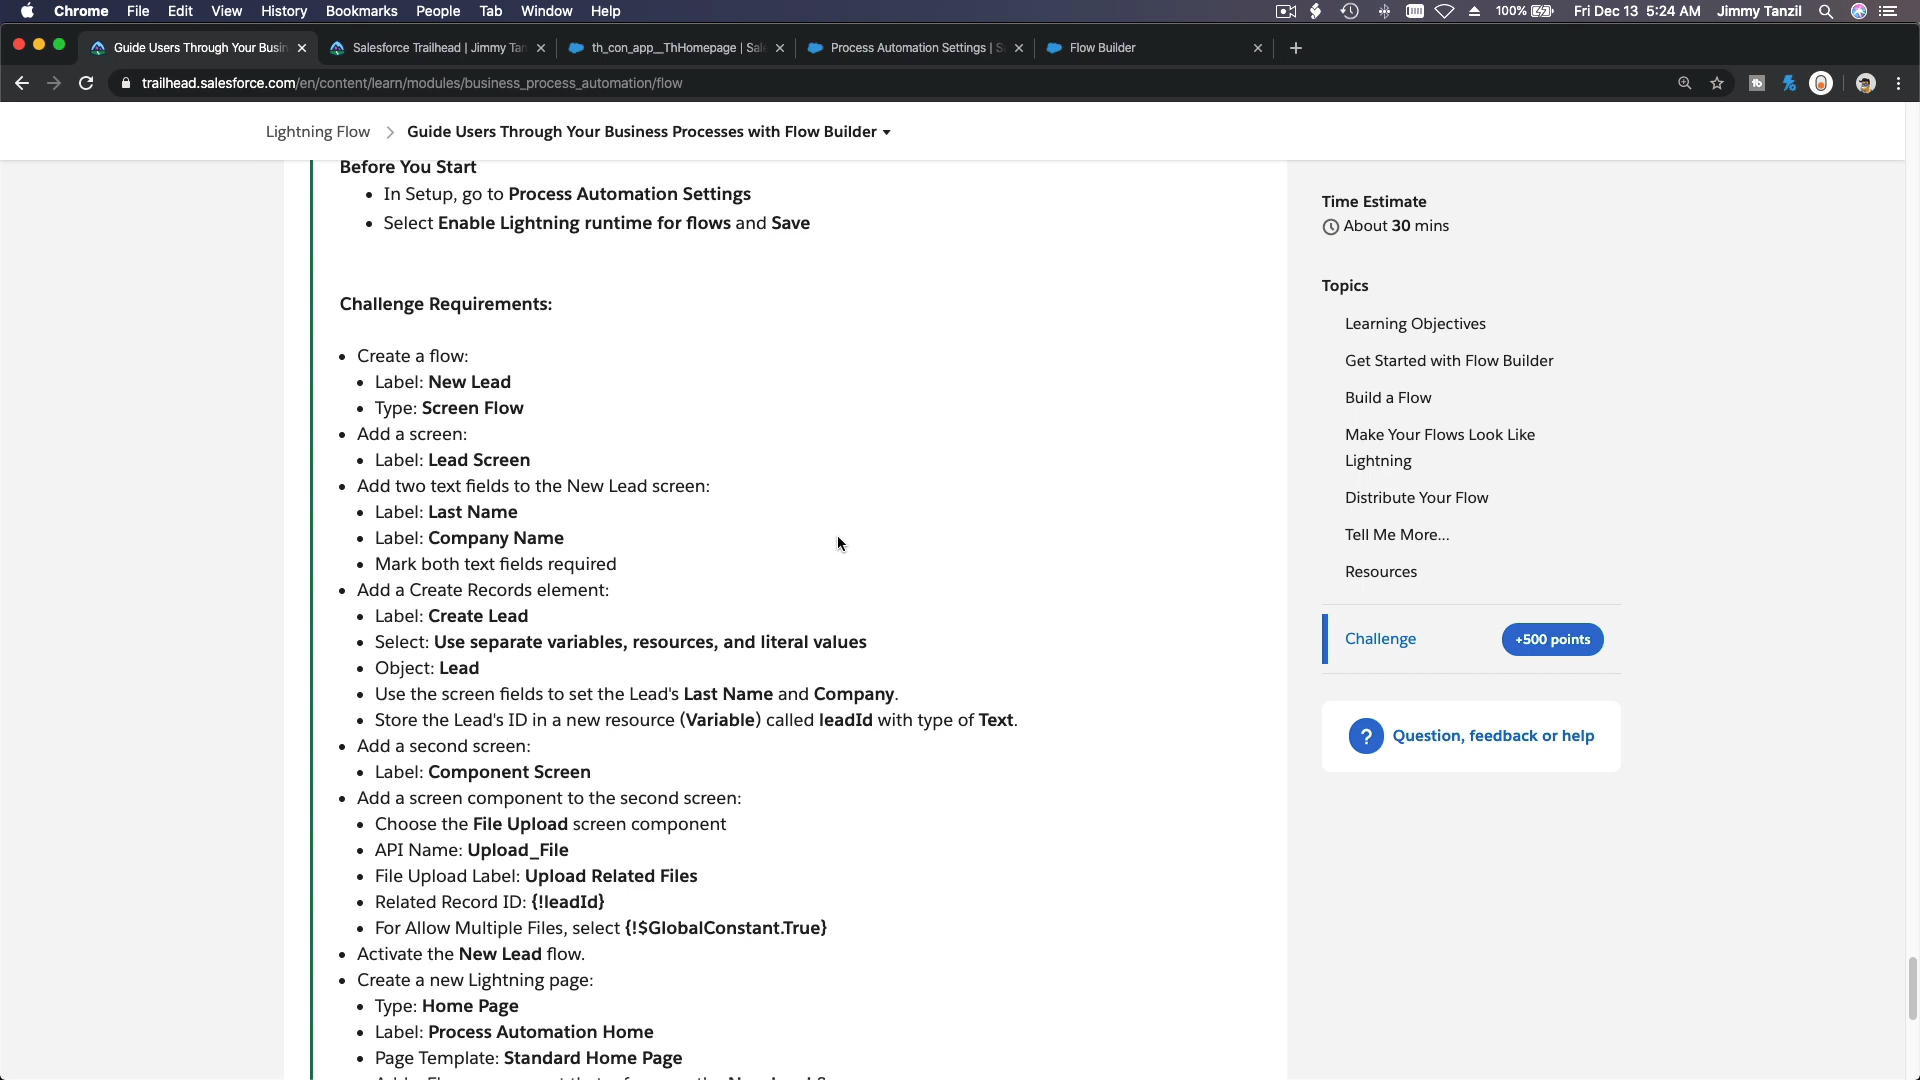 Chrome File Edit View History Bookmarks People Tab Window Help 100% Fri Dec 13 5:24 AM Jimmy Tanzil
Guide Users Through Your Busin Salesforce Trailhead | Jimmy Tan th_con_app__ThHomepage | Sale Process Automation Settings | S Flow Builder
trailhead.salesforce.com/en/content/learn/modules/business_process_automation/flow
Lightning Flow > Guide Users Through Your Business Processes with Flow Builder
Before You Start
• In Setup, go to Process Automation Settings
• Select Enable Lightning runtime for flows and Save
Challenge Requirements:
• Create a flow:
• Label: New Lead
• Type: Screen Flow
• Add a screen:
• Label: Lead Screen
• Add two text fields to the New Lead screen:
• Label: Last Name
• Label: Company Name
• Mark both text fields required
• Add a Create Records element:
• Label: Create Lead
• Select: Use separate variables, resources, and literal values
• Object: Lead
• Use the screen fields to set the Lead's Last Name and Company.
• Store the Lead's ID in a new resource (Variable) called leadId with type of Text.
• Add a second screen:
• Label: Component Screen
• Add a screen component to the second screen:
• Choose the File Upload screen component
• API Name: Upload_File
• File Upload Label: Upload Related Files
• Related Record ID: {!leadId}
• For Allow Multiple Files, select {!$GlobalConstant.True}
• Activate the New Lead flow.
• Create a new Lightning page:
• Type: Home Page
• Label: Process Automation Home
• Page Template: Standard Home Page
Time Estimate
About 30 mins
Topics
Learning Objectives
Get Started with Flow Builder
Build a Flow
Make Your Flows Look Like
Lightning
Distribute Your Flow
Tell Me More...
Resources
Challenge +500 points
? Question, feedback or help